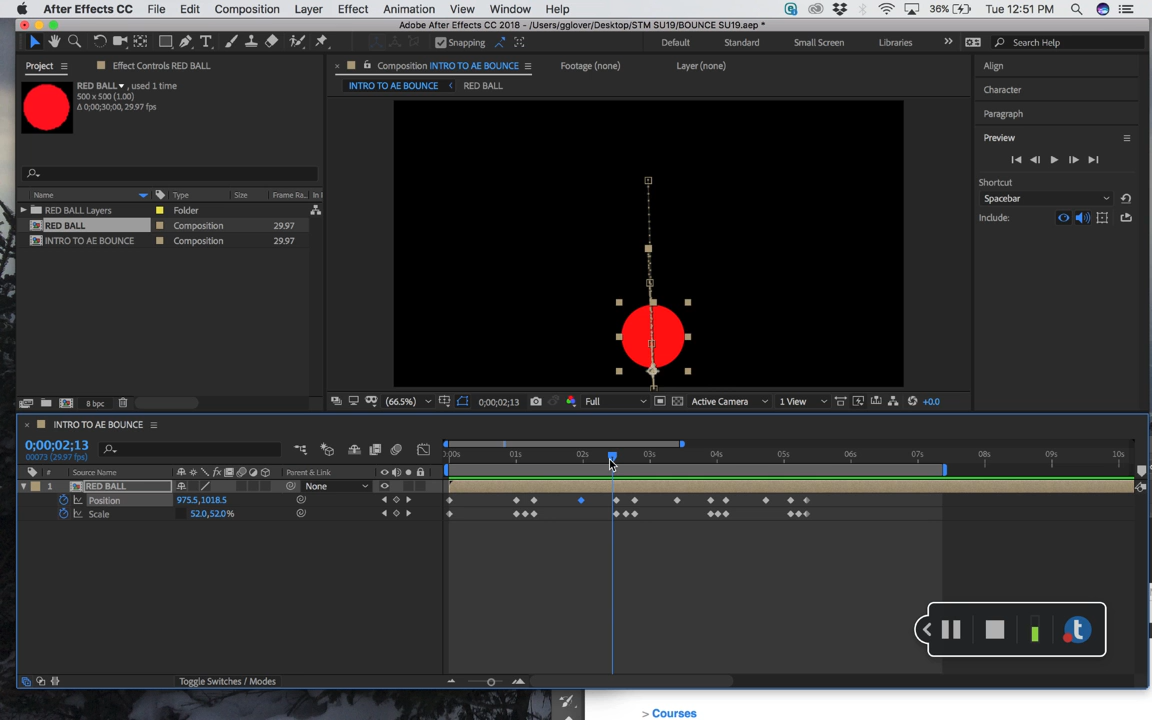 After Effects CC File Edit Composition Layer Effect Animation View Window Help 36% Tue 12:51 PM
Adobe After Effects CC 2018 - /Users/gglover/Desktop/STM SU19/BOUNCE SU19.aep *
Snapping Default Standard Small Screen Libraries Search Help
Project Effect Controls RED BALL Composition INTRO TO AE BOUNCE Footage (none) Layer (none) Align
RED BALL , used 1 time
500 x 500 (1.00)
Δ 0;00;30;00, 29.97 fps
INTRO TO AE BOUNCE RED BALL
Character
Paragraph
Preview
Shortcut
Spacebar
Include:
Name Type Size Frame Ra... In I
RED BALL Layers Folder
RED BALL Composition 29.97
INTRO TO AE BOUNCE Composition 29.97
8 bpc (66.5%) 0;00;02;13 Full Active Camera 1 View +0.0
INTRO TO AE BOUNCE
0;00;02;13
00073 (29.97 fps)
):00s 01s 02s 03s 04s 05s 06s 07s 08s 09s 10s
# Source Name Parent & Link
1 RED BALL None
Position 975.5,1018.5
Scale 52.0,52.0%
Toggle Switches / Modes
> Courses